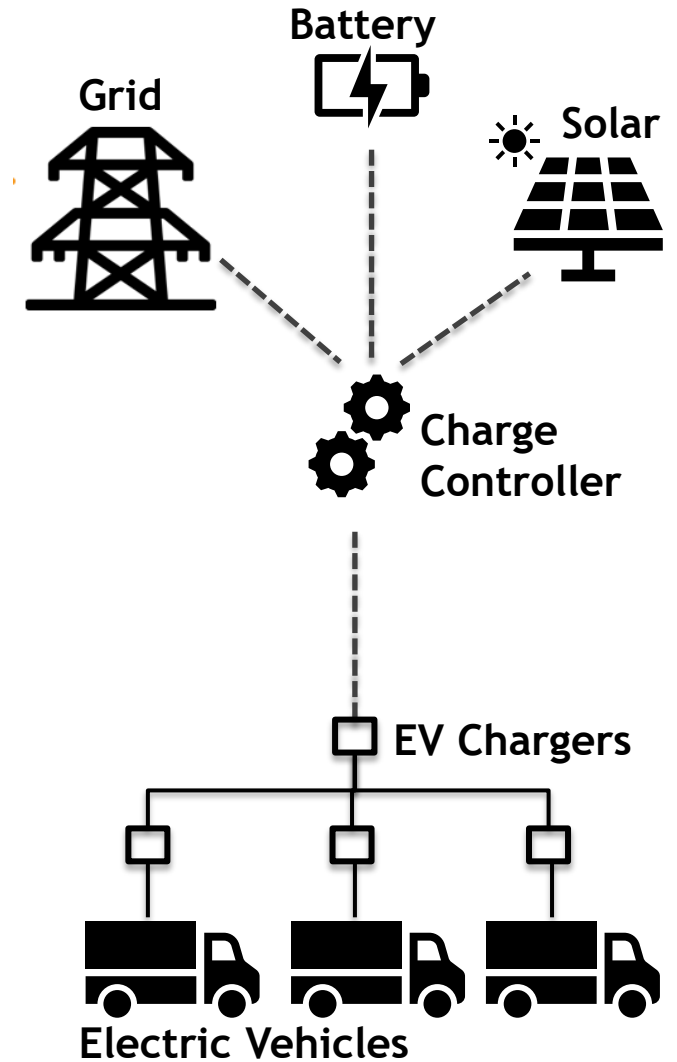 Battery
Grid
Solar
Charge
Controller
EV Chargers
Electric Vehicles